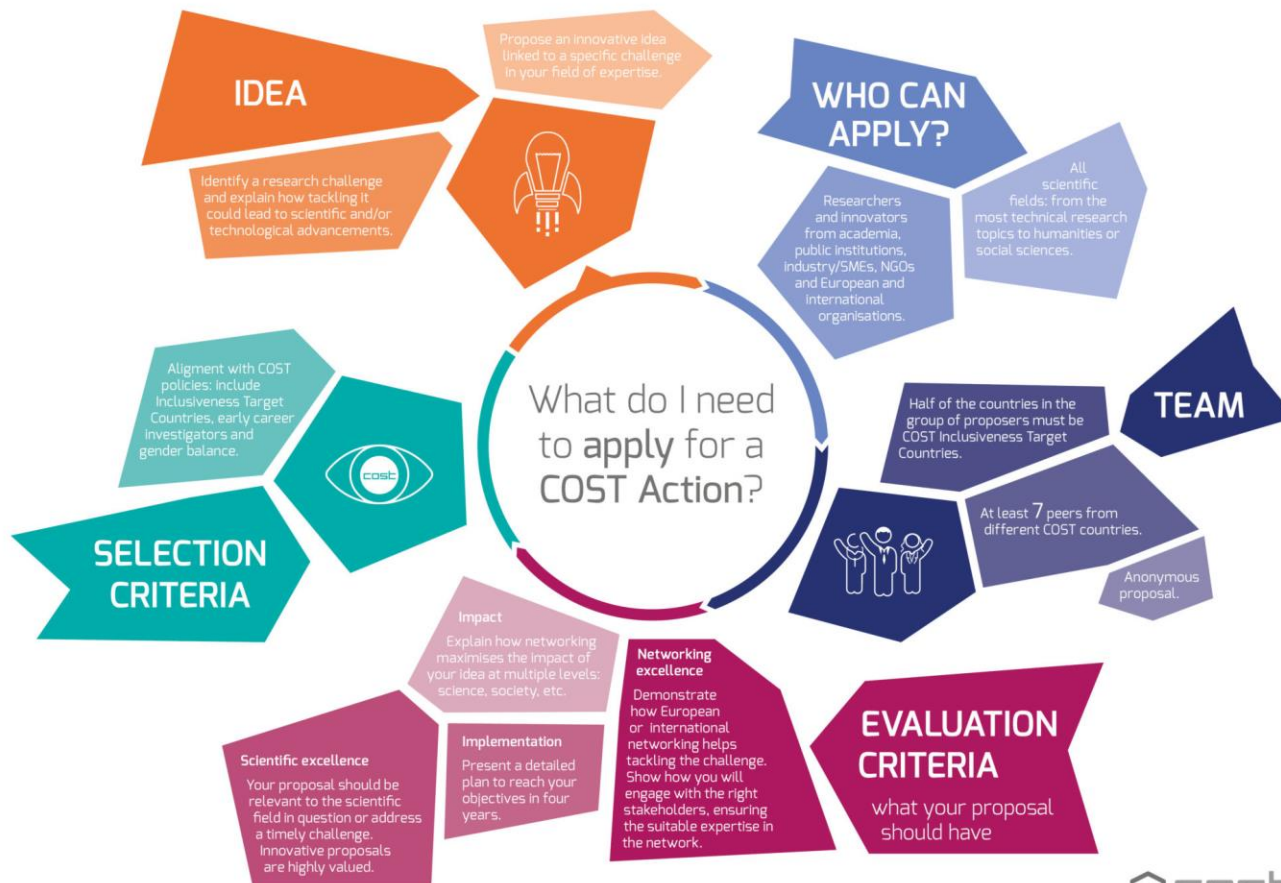 IDEA
Propose an innovative idea
linked to a specific challenge
in your field of expertise.
Identify a research challenge
and explain how tackling it
could lead to scientific and/or
technological advancements.
WHO CAN
APPLY?
Researchers
and innovators
from academia,
public institutions,
industry/SMEs, NGOs
and European and
international
organisations.
All
scientific
fields: from the
most technical research
topics to humanities or
social sciences.
What do I need
to apply for a
COST Action?
TEAM
Half of the countries in the
group of proposers must be
COST Inclusiveness Target
Countries.
At least 7 peers from
different COST countries.
Anonymous
proposal.
EVALUATION
CRITERIA
what your proposal
should have
Networking
excellence
Demonstrate
how European
or International
networking helps
tackling the challenge.
Show how you will
engage with the right
stakeholders, ensuring
the suitable expertise in
the network.
Impact
Explain how networking
maximises the impact of
your idea at multiple levels:
science, society, etc.
Implementation
Present a detailed
plan to reach your
objectives in four
years.
Scientific excellence
Your proposal should be
relevant to the scientific
field in question or address
a timely challenge.
Innovative proposals
are highly valued.
SELECTION
CRITERIA
Aligment with COST
policies: include
Inclusiveness Target
Countries, early career
investigators and
gender balance.
cost